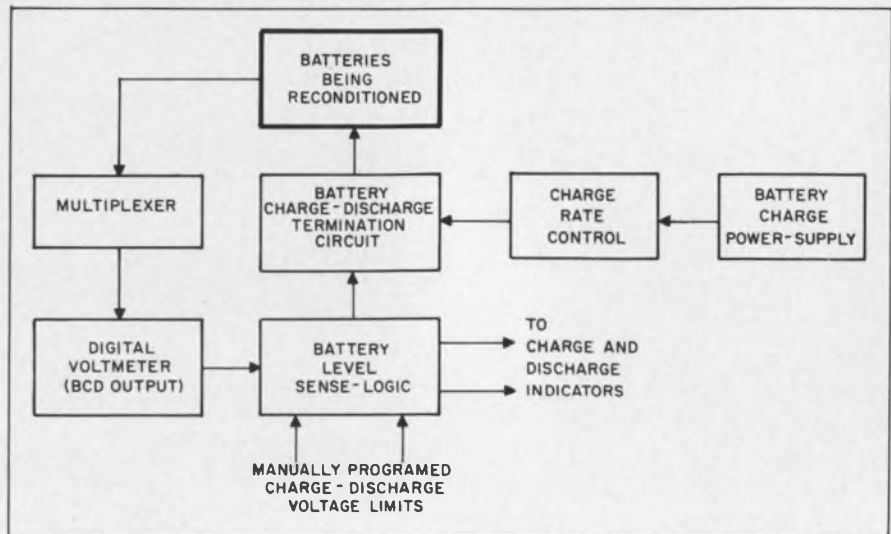 BATTERIES
BEING
RECONDITIONED
MULTIPLEXER
BATTERY
CHARGE-DISCHARGE
TERMINATION
CIRCUIT
CHARGE
RATE
CONTROL
BATTERY
CHARGE
POWER-SUPPLY
DIGITAL
VOLTMETER
(BCD OUTPUT)
BATTERY
LEVEL
SENSE-LOGIC
TO
CHARGE AND
DISCHARGE
INDICATORS
MANUALLY PROGRAMED
CHARGE-DISCHARGE
VOLTAGE LIMITS